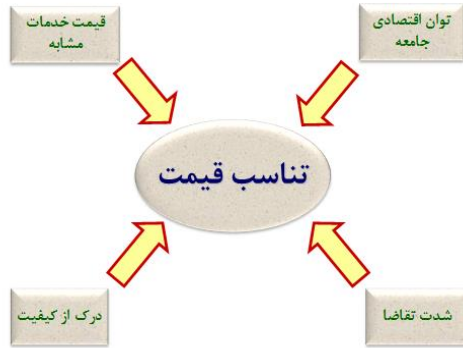 توان اقتصادی
جامعه
قیمت خدمات
مشابه
تناسب قیمت
شدت تقاضا
درک از کیفیت